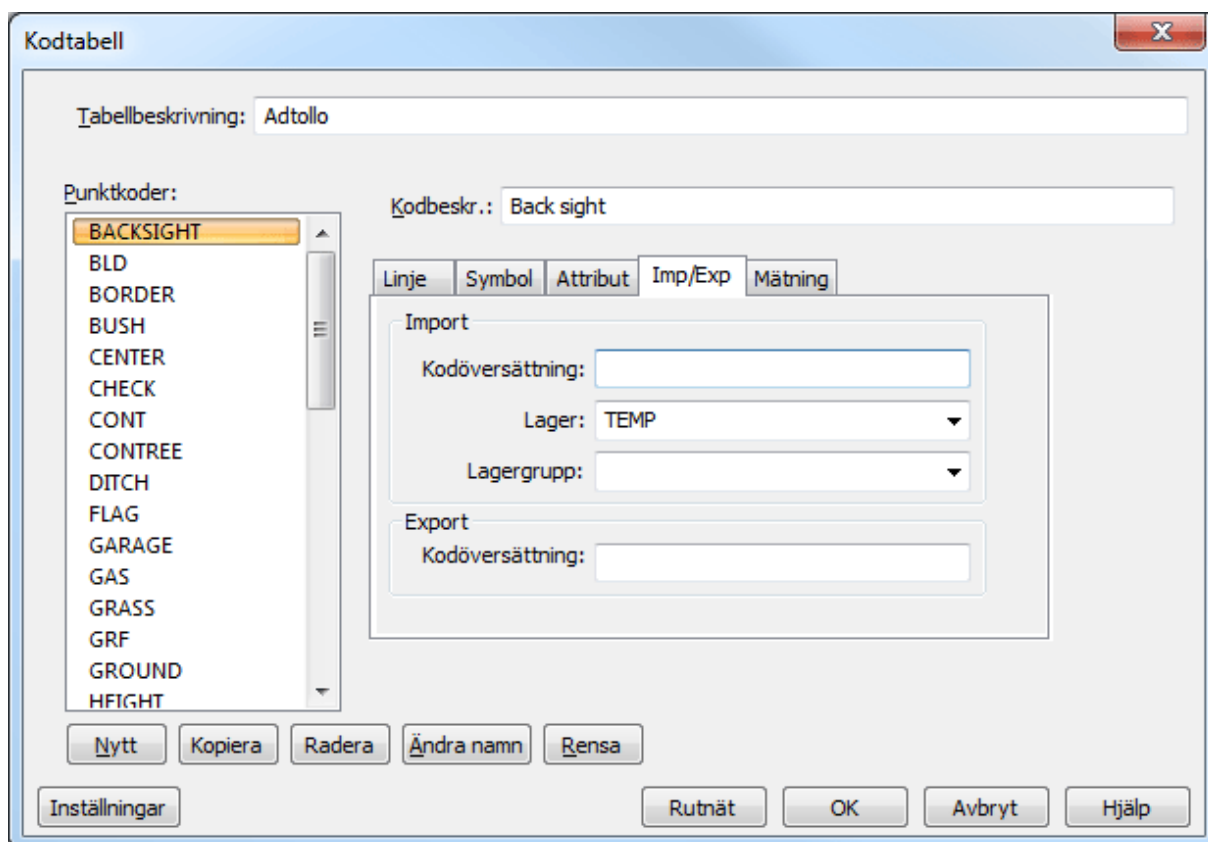 Kodtabell
X
Tabellbeskrivning: Adtollo
Punktkoder:
Kodbeskr.: Back sight
BACKSIGHT
BLD
BORDER
BUSH
CENTER
CHECK
CONT
CONTREE
DITCH
FLAG
GARAGE
GAS
GRASS
GRF
GROUND
HEIGHT
Linje Symbol Attribut Imp/Exp Mätning
Import
Kodöversättning:
Lager: TEMP
Lagergrupp:
Export
Kodöversättning:
Nytt Kopiera Radera Ändra namn Rensa
Inställningar Rutnät OK Avbryt Hjälp